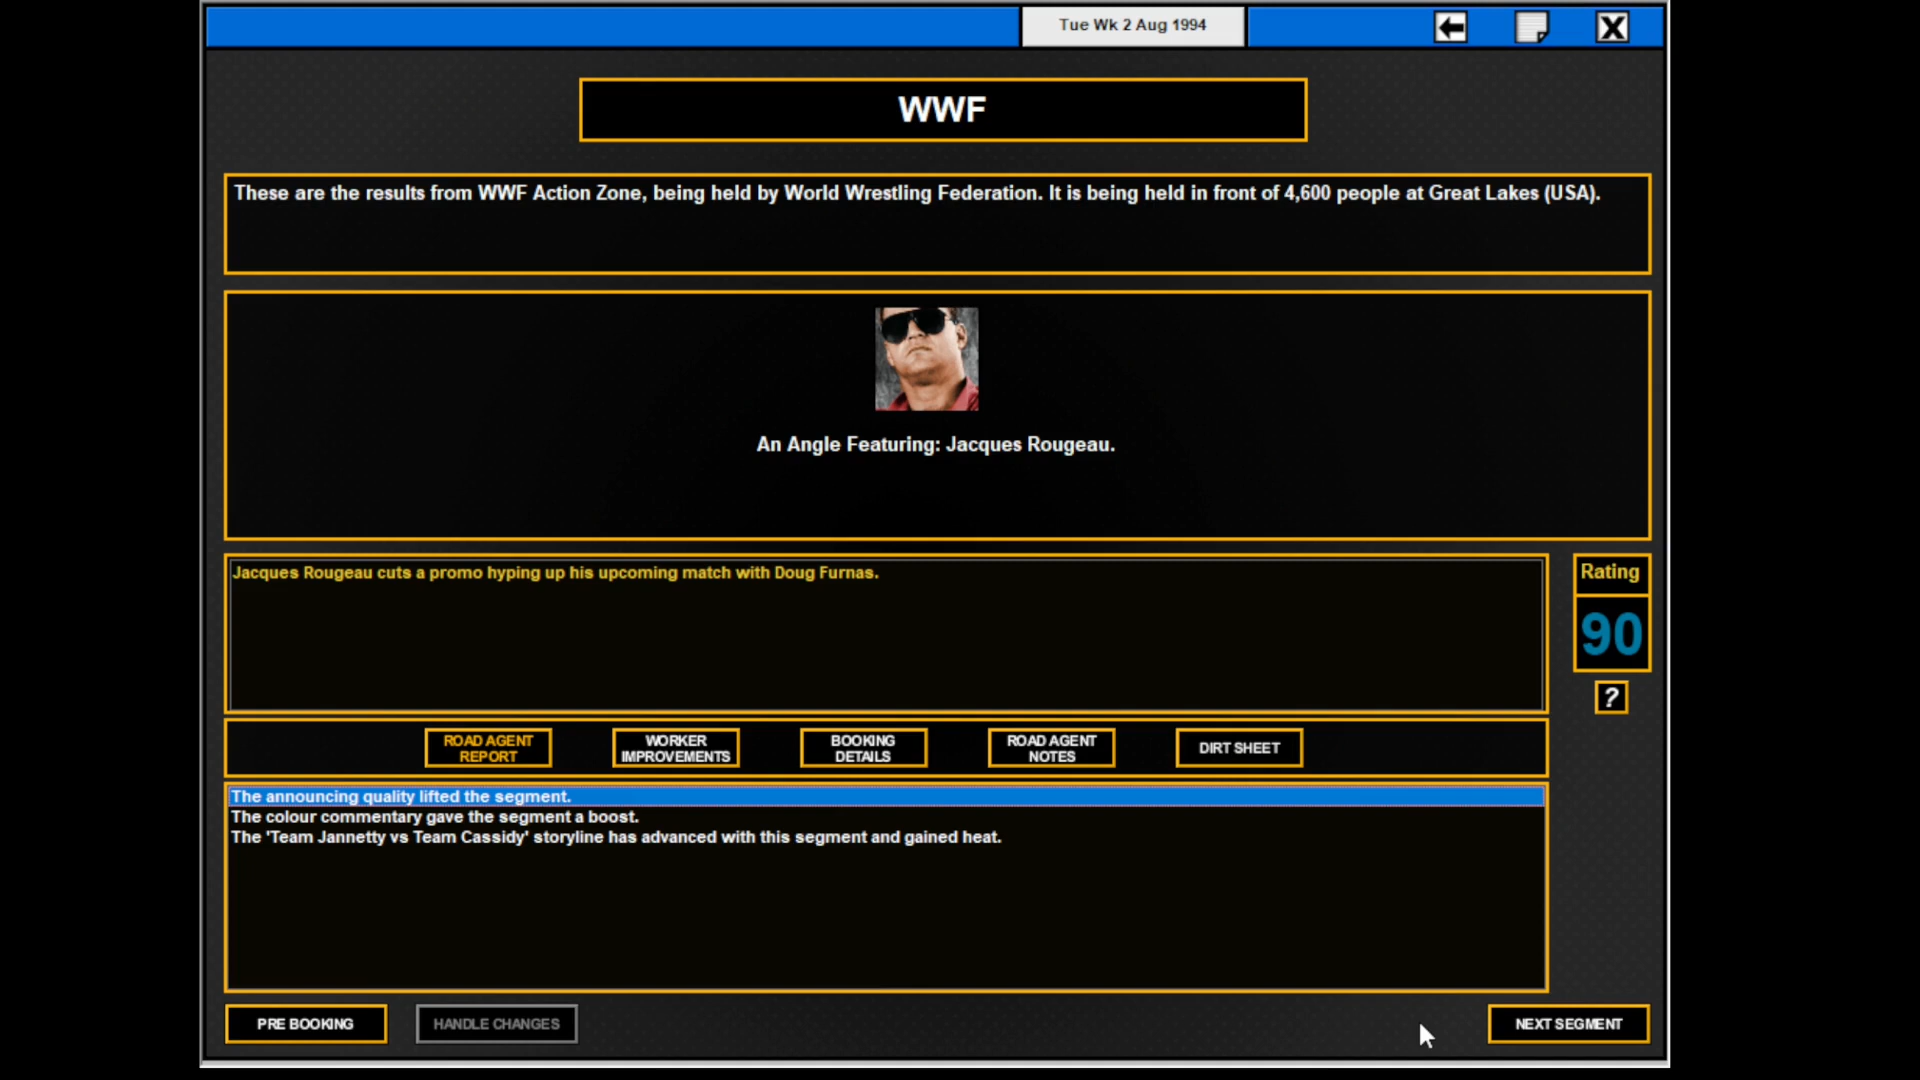 Tue Wk 2 Aug 1994
WWF
These are the results from WWF Action Zone, being held by World Wrestling Federation. It is being held in front of 4,600 people at Great Lakes (USA).
An Angle Featuring: Jacques Rougeau.
Jacques Rougeau cuts a promo hyping up his upcoming match with Doug Furnas.
Rating
90
?
ROAD AGENT
REPORT
WORKER
IMPROVEMENTS
BOOKING
DETAILS
ROAD AGENT
NOTES
DIRT SHEET
The announcing quality lifted the segment.
The colour commentary gave the segment a boost.
The 'Team Jannetty vs Team Cassidy' storyline has advanced with this segment and gained heat.
PRE BOOKING
HANDLE CHANGES
NEXT SEGMENT